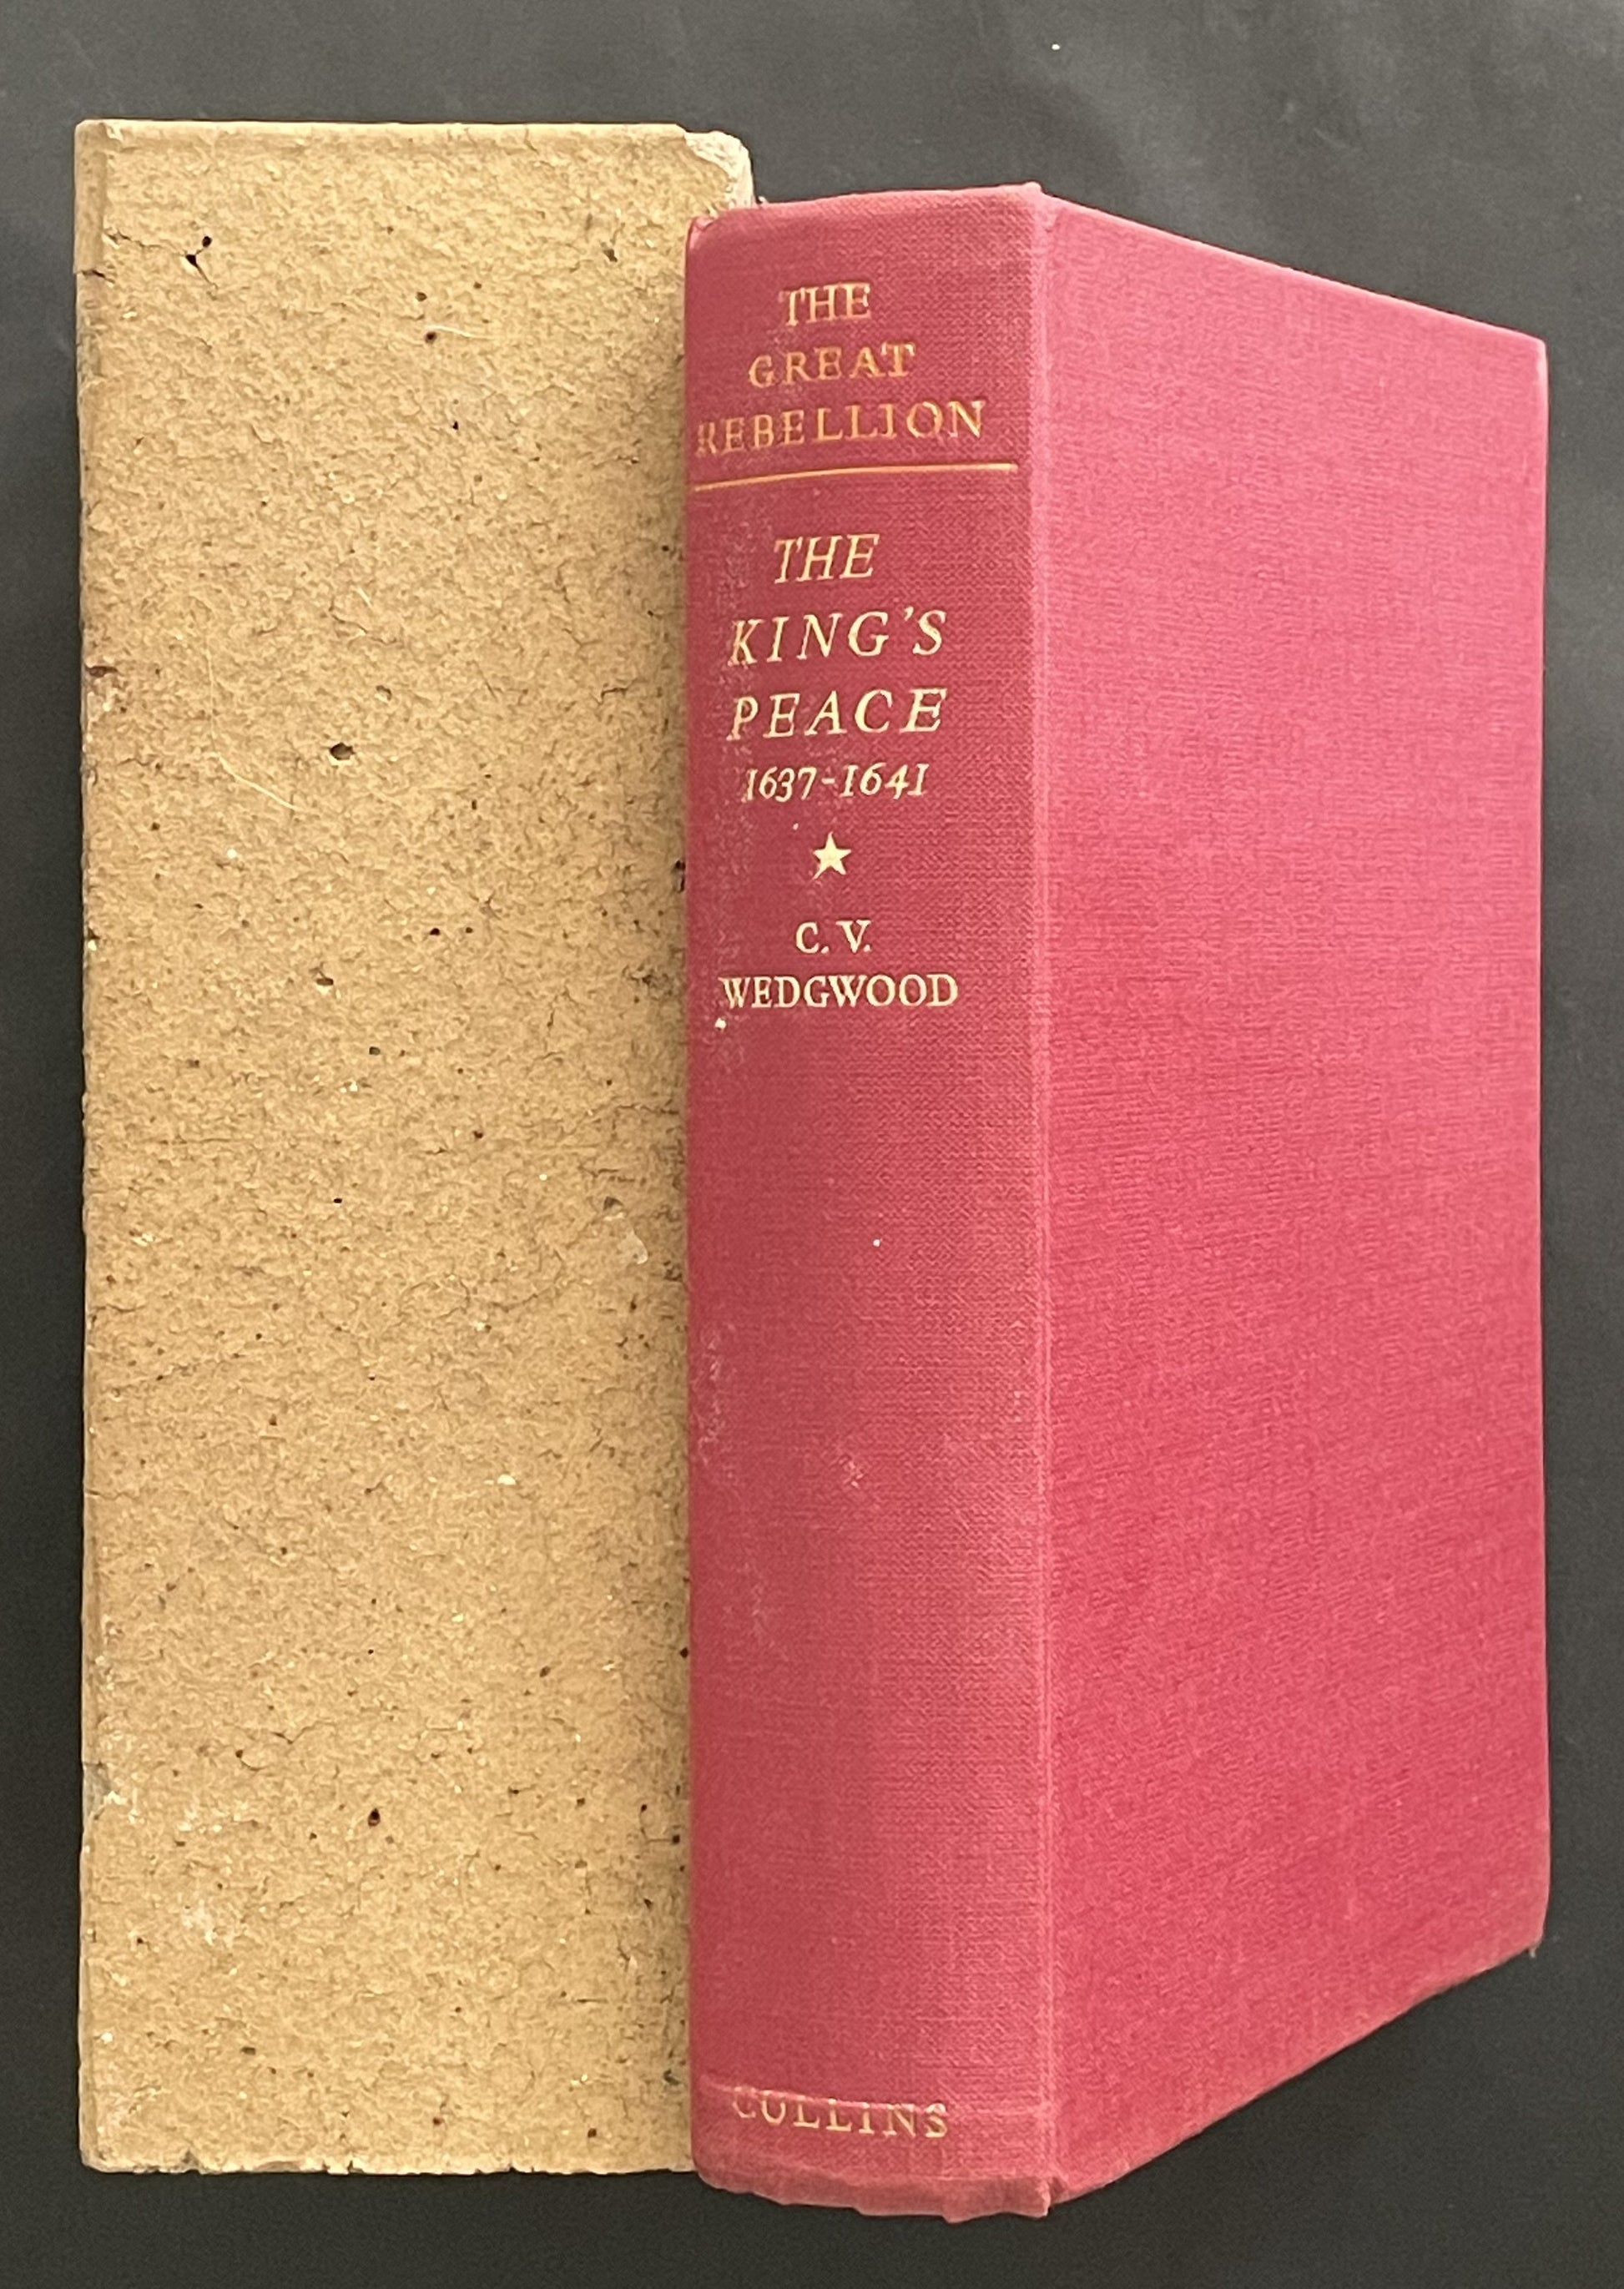 THE
GREAT
REBELLION
THE
KING'S
PEACE
1637-1641
C. V.
WEDGWOOD
COLLINS